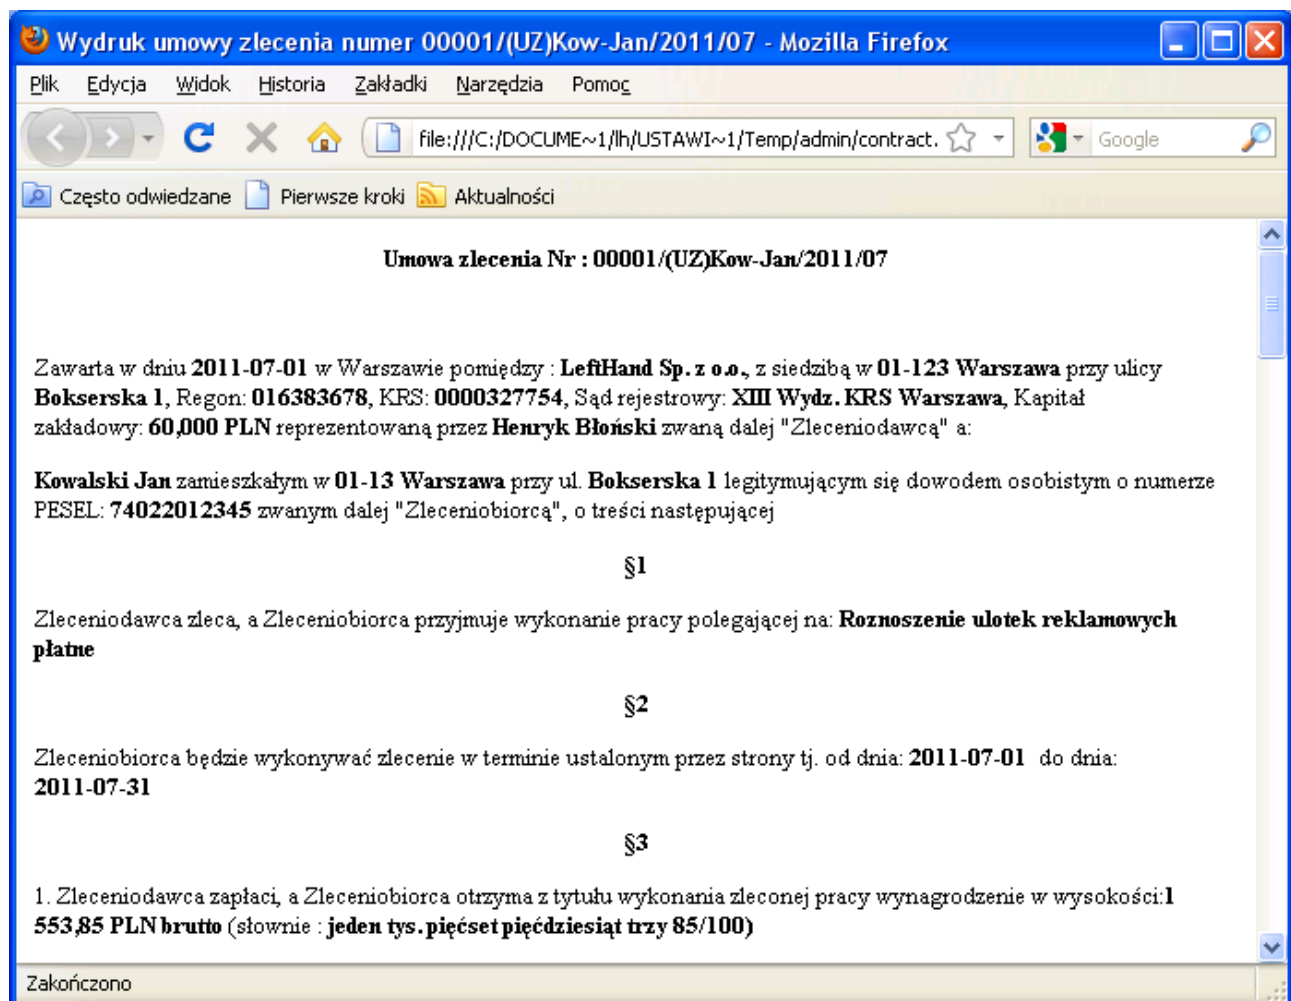 Wydruk umowy zlecenia numer 00001/(UZ)Kow-Jan/2011/07 - Mozilla Firefox
Plik Edycja Widok Historia Zakładki Narzędzia Pomoc
file:///C:/DOCUME~1/lh/USTAWI~1/Temp/admin/contract. Google
Często odwiedzane Pierwsze kroki Aktualności
Umowa zlecenia Nr : 00001/(UZ)Kow-Jan/2011/07
Zawarta w dniu 2011-07-01 w Warszawie pomiędzy : LeftHand Sp. z o.o., z siedzibą w 01-123 Warszawa przy ulicy
Bokserska 1, Regon: 016383678, KRS: 0000327754, Sąd rejestrowy: XIII Wydz. KRS Warszawa, Kapitał
zakładowy: 60,000 PLN reprezentowaną przez Henryk Błoński zwaną dalej "Zleceniodawcą" a:
Kowalski Jan zamieszkałym w 01-13 Warszawa przy ul. Bokserska 1 legitymującym się dowodem osobistym o numerze
PESEL: 74022012345 zwanym dalej "Zleceniobiorcą", o treści następującej
§1
Zleceniodawca zleca, a Zleceniobiorca przyjmuje wykonanie pracy polegającej na: Roznoszenie ulotek reklamowych
płatne
§2
Zleceniobiorca będzie wykonywać zlecenie w terminie ustalonym przez strony tj. od dnia: 2011-07-01 do dnia:
2011-07-31
§3
1. Zleceniodawca zapłaci, a Zleceniobiorca otrzyma z tytułu wykonania zleconej pracy wynagrodzenie w wysokości:1
553,85 PLN brutto (słownie : jeden tys. pięćset pięćdziesiąt trzy 85/100)
Zakończono